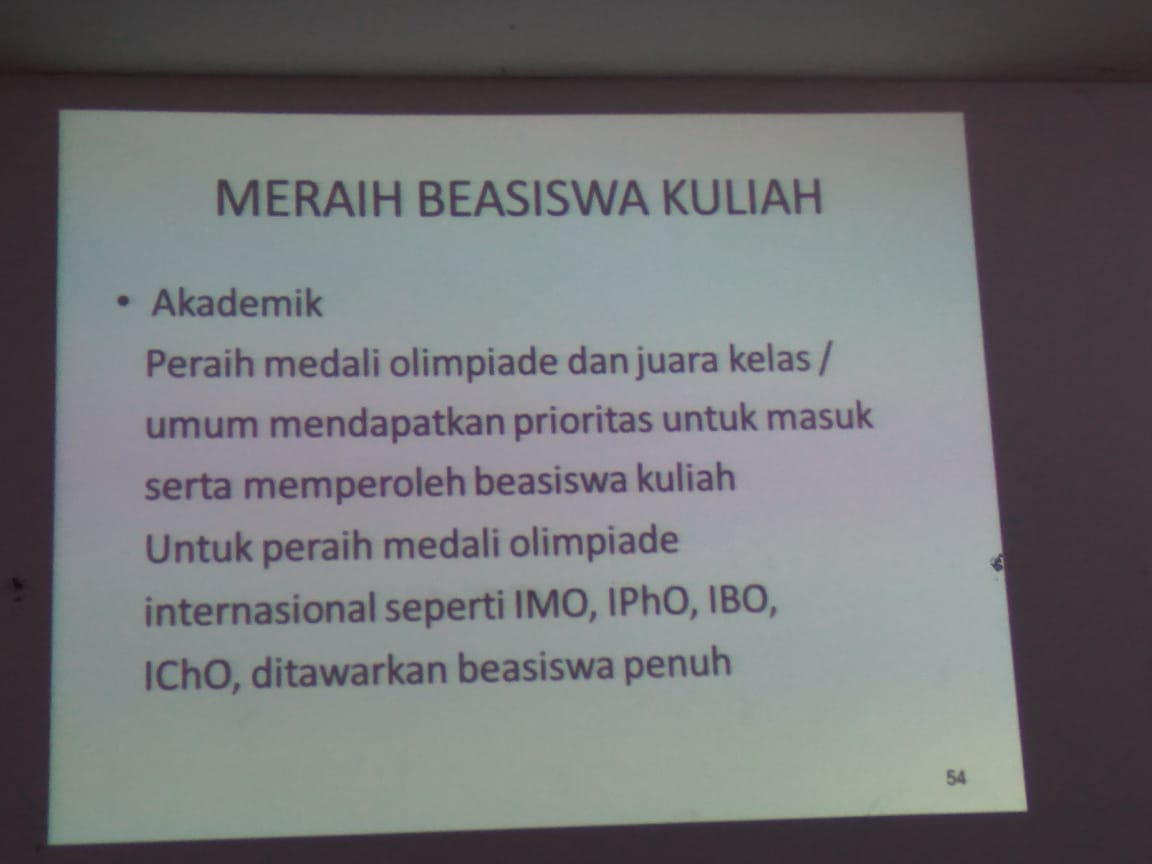 MERAIH BEASISWA KULIAH
• Akademik
Peraih medali olimpiade dan juara kelas /
umum mendapatkan prioritas untuk masuk
serta memperoleh beasiswa kuliah
Untuk peraih medali olimpiade
internasional seperti IMO, IPhO, IBO,
IChO, ditawarkan beasiswa penuh
54